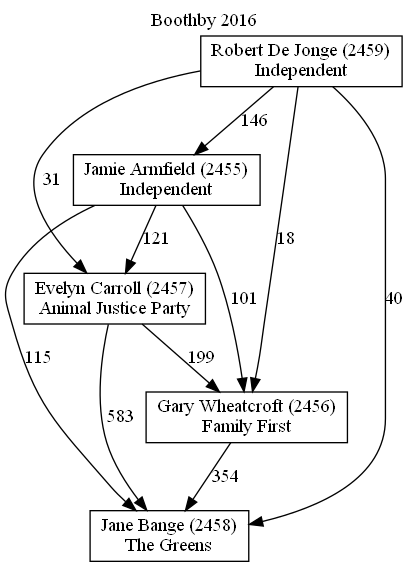 Boothby 2016
Robert De Jonge (2459)
Independent
146
Jamie Armfield (2455)
Independent
31
121
18
Evelyn Carroll (2457)
Animal Justice Party
101
40
115
199
583
Gary Wheatcroft (2456)
Family First
354
Jane Bange (2458)
The Greens